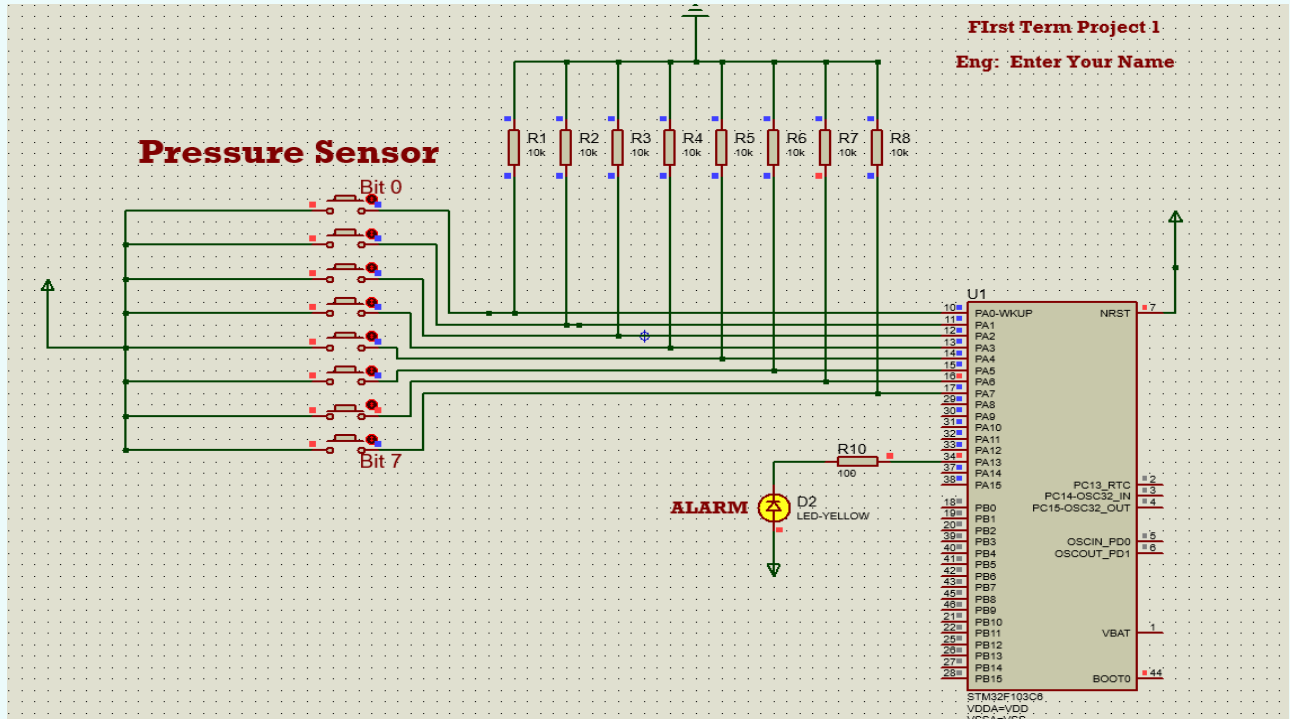 FIrst Term Project 1
Eng: Enter Your Name
Pressure Sensor
R1
10k
R2
10k
R3
10k
R4
10k
R5
10k
R6
10k
R7
10k
R8
10k
Bit 0
Bit 7
U1
10 PA0-WKUP
11 PA1
12 PA2
13 PA3
14 PA4
15 PA5
16 PA6
17 PA7
29 PA8
30 PA9
31 PA10
32 PA11
33 PA12
34 PA13
37 PA14
38 PA15
18 PB0
19 PB1
20 PB2
39 PB3
40 PB4
41 PB5
42 PB6
43 PB7
45 PB8
46 PB9
21 PB10
22 PB11
25 PB12
26 PB13
27 PB14
28 PB15
NRST 7
PC13_RTC 2
PC14-OSC32_IN 3
PC15-OSC32_OUT 4
OSCIN_PD0 5
OSCOUT_PD1 6
VBAT 1
BOOT0 44
R10
100
ALARM
D2
LED-YELLOW
STM32F103C6
VDDA=VDD
VSSA=VSS